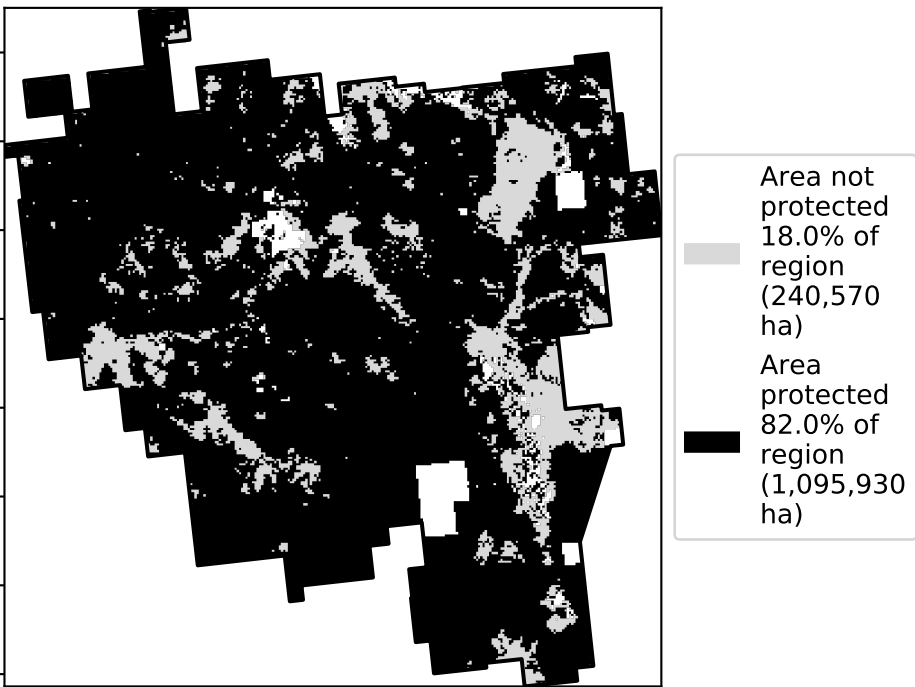 Area not
protected
18.0% of
region
(240,570
ha)
Area
protected
82.0% of
region
(1,095,930
ha)